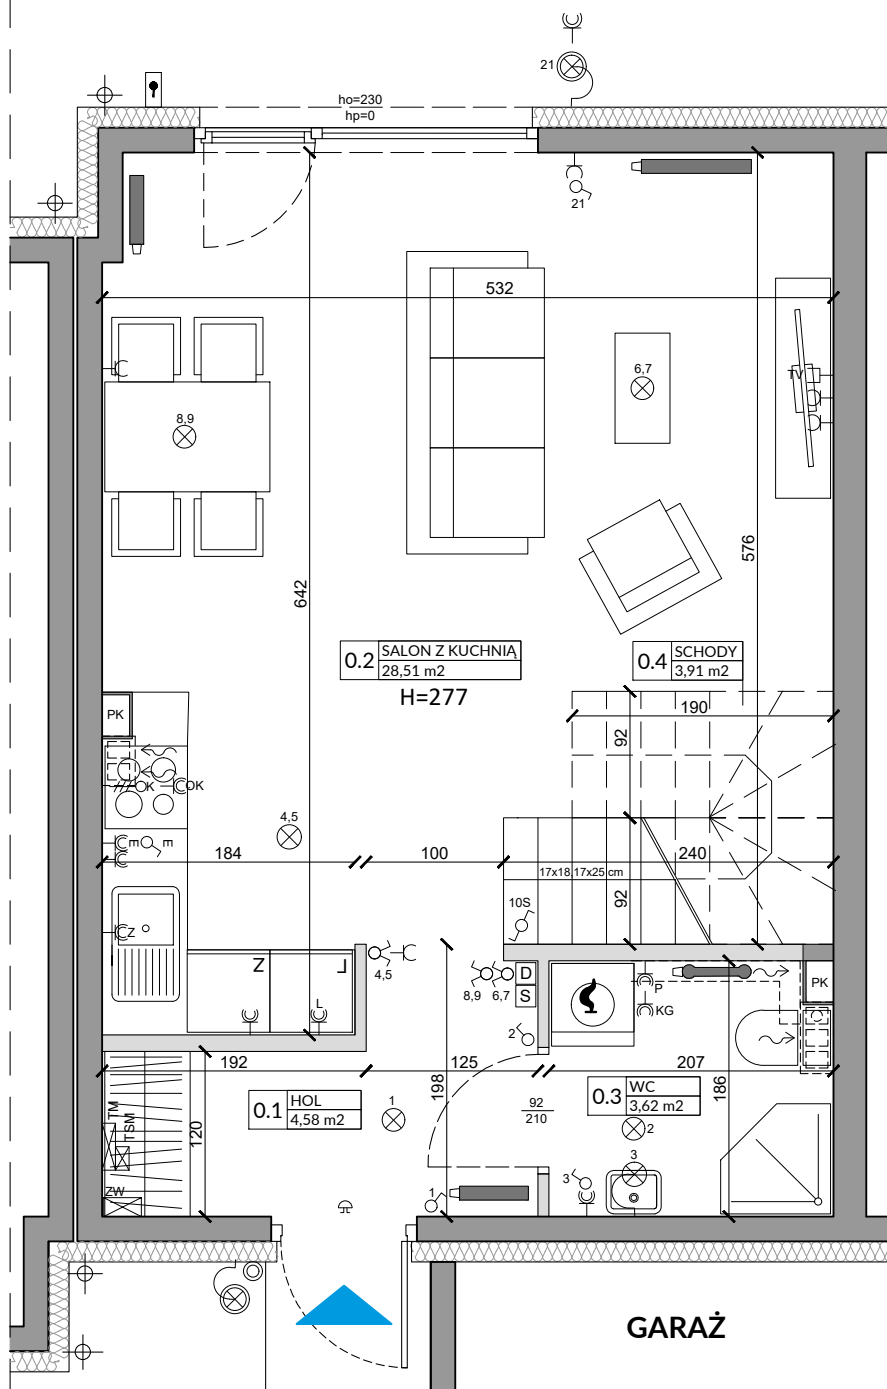 21
ho=230
hp=0
21
532
6,7
TV
8,9
576
642
0.2 SALON Z KUCHNIĄ
28,51 m2
H=277
0.4 SCHODY
3,91 m2
190
PK
92
K
OK
4,5
E
E
184
100
240
17x18,17x25 cm
92
10S
Z
Z
L
4,5
L
8,9
6,7
D
S
P
KG
PK
2
192
125
207
198
186
0.1 HOL
4,58 m2
1
92
210
0.3 WC
3,62 m2
2
TM
TSM
120
3
3
ZW
1
GARAŻ